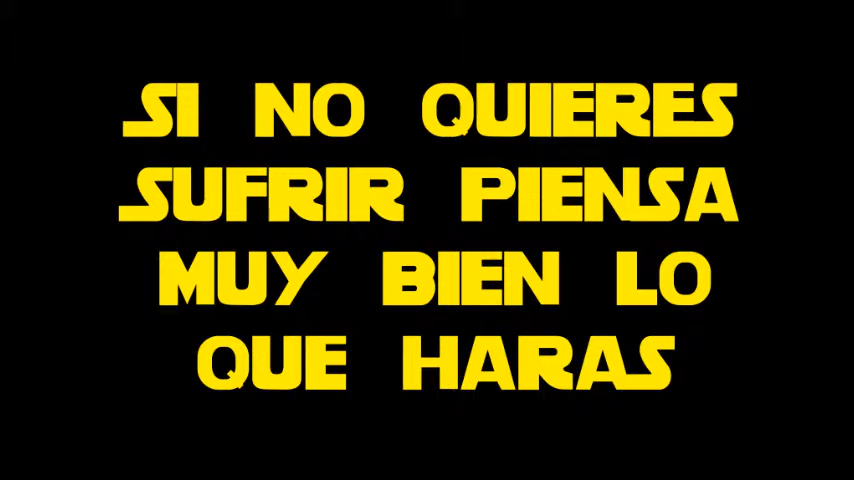 SI NO QUIERES
SUFRIR PIENSA
MUY BIEN LO
QUE HARAS